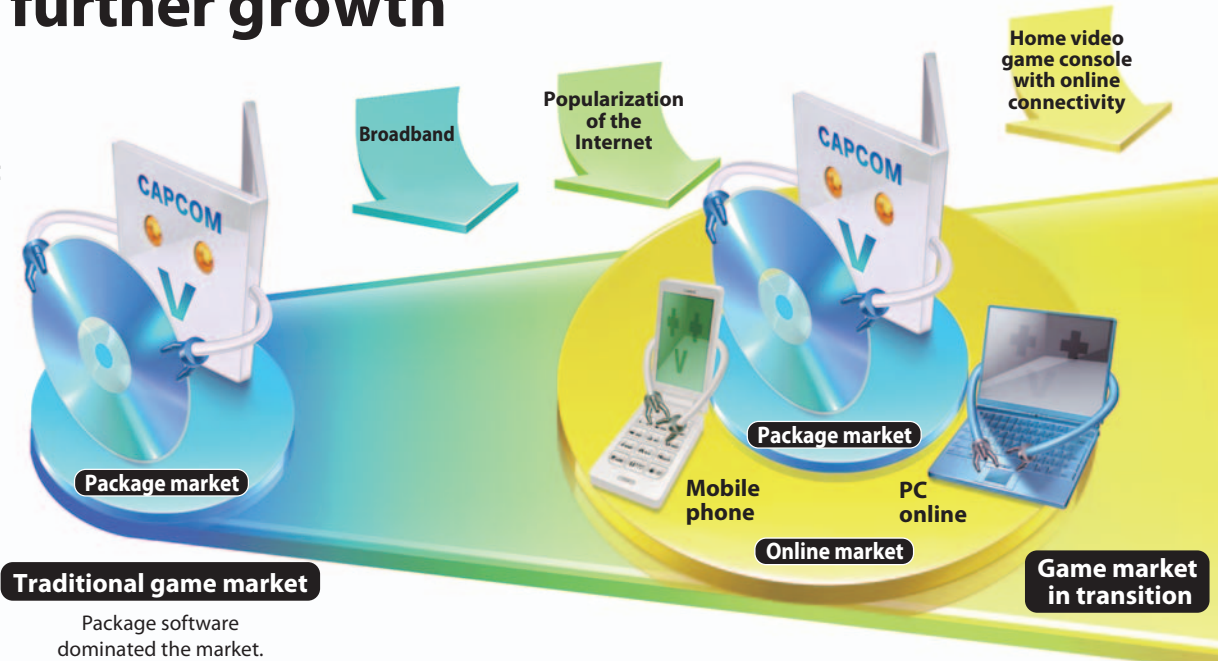 further growth
Home video
game console
with online
connectivity
Popularization
of the
Internet
Broadband
CAPCOM
V
CAPCOM
V
V
Package market
Package market
Mobile
phone
PC
online
Online market
Traditional game market
Game market
in transition
Package software
dominated the market.